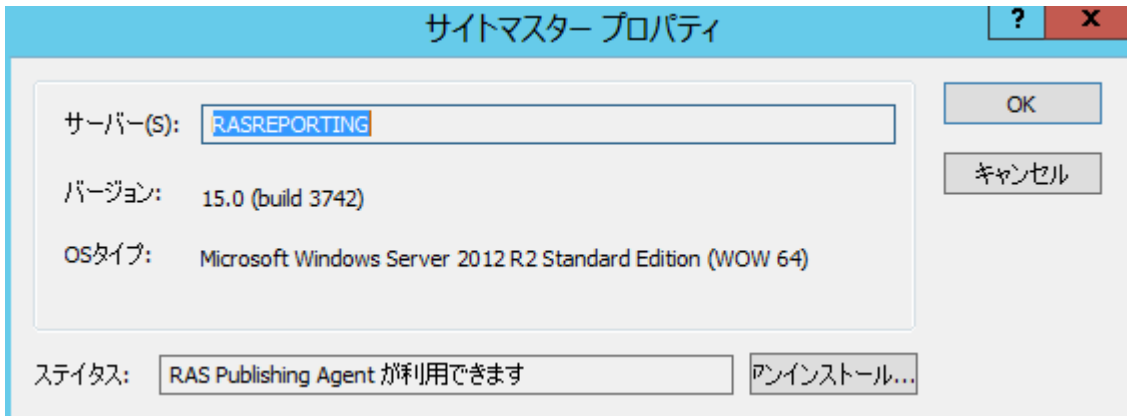 サイトマスター プロパティ
? x
サーバー(S): RASREPORTING
OK
バージョン: 15.0 (build 3742)
キャンセル
OSタイプ: Microsoft Windows Server 2012 R2 Standard Edition (WOW 64)
ステイタス: RAS Publishing Agent が利用できます アンインストール...